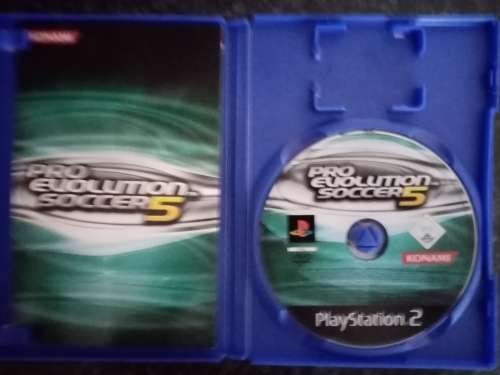 KONAMI
PRO
EVOLUTION
SOCCER 5
PRO
EVOLUTION
SOCCER 5
KONAMI
PlayStation 2